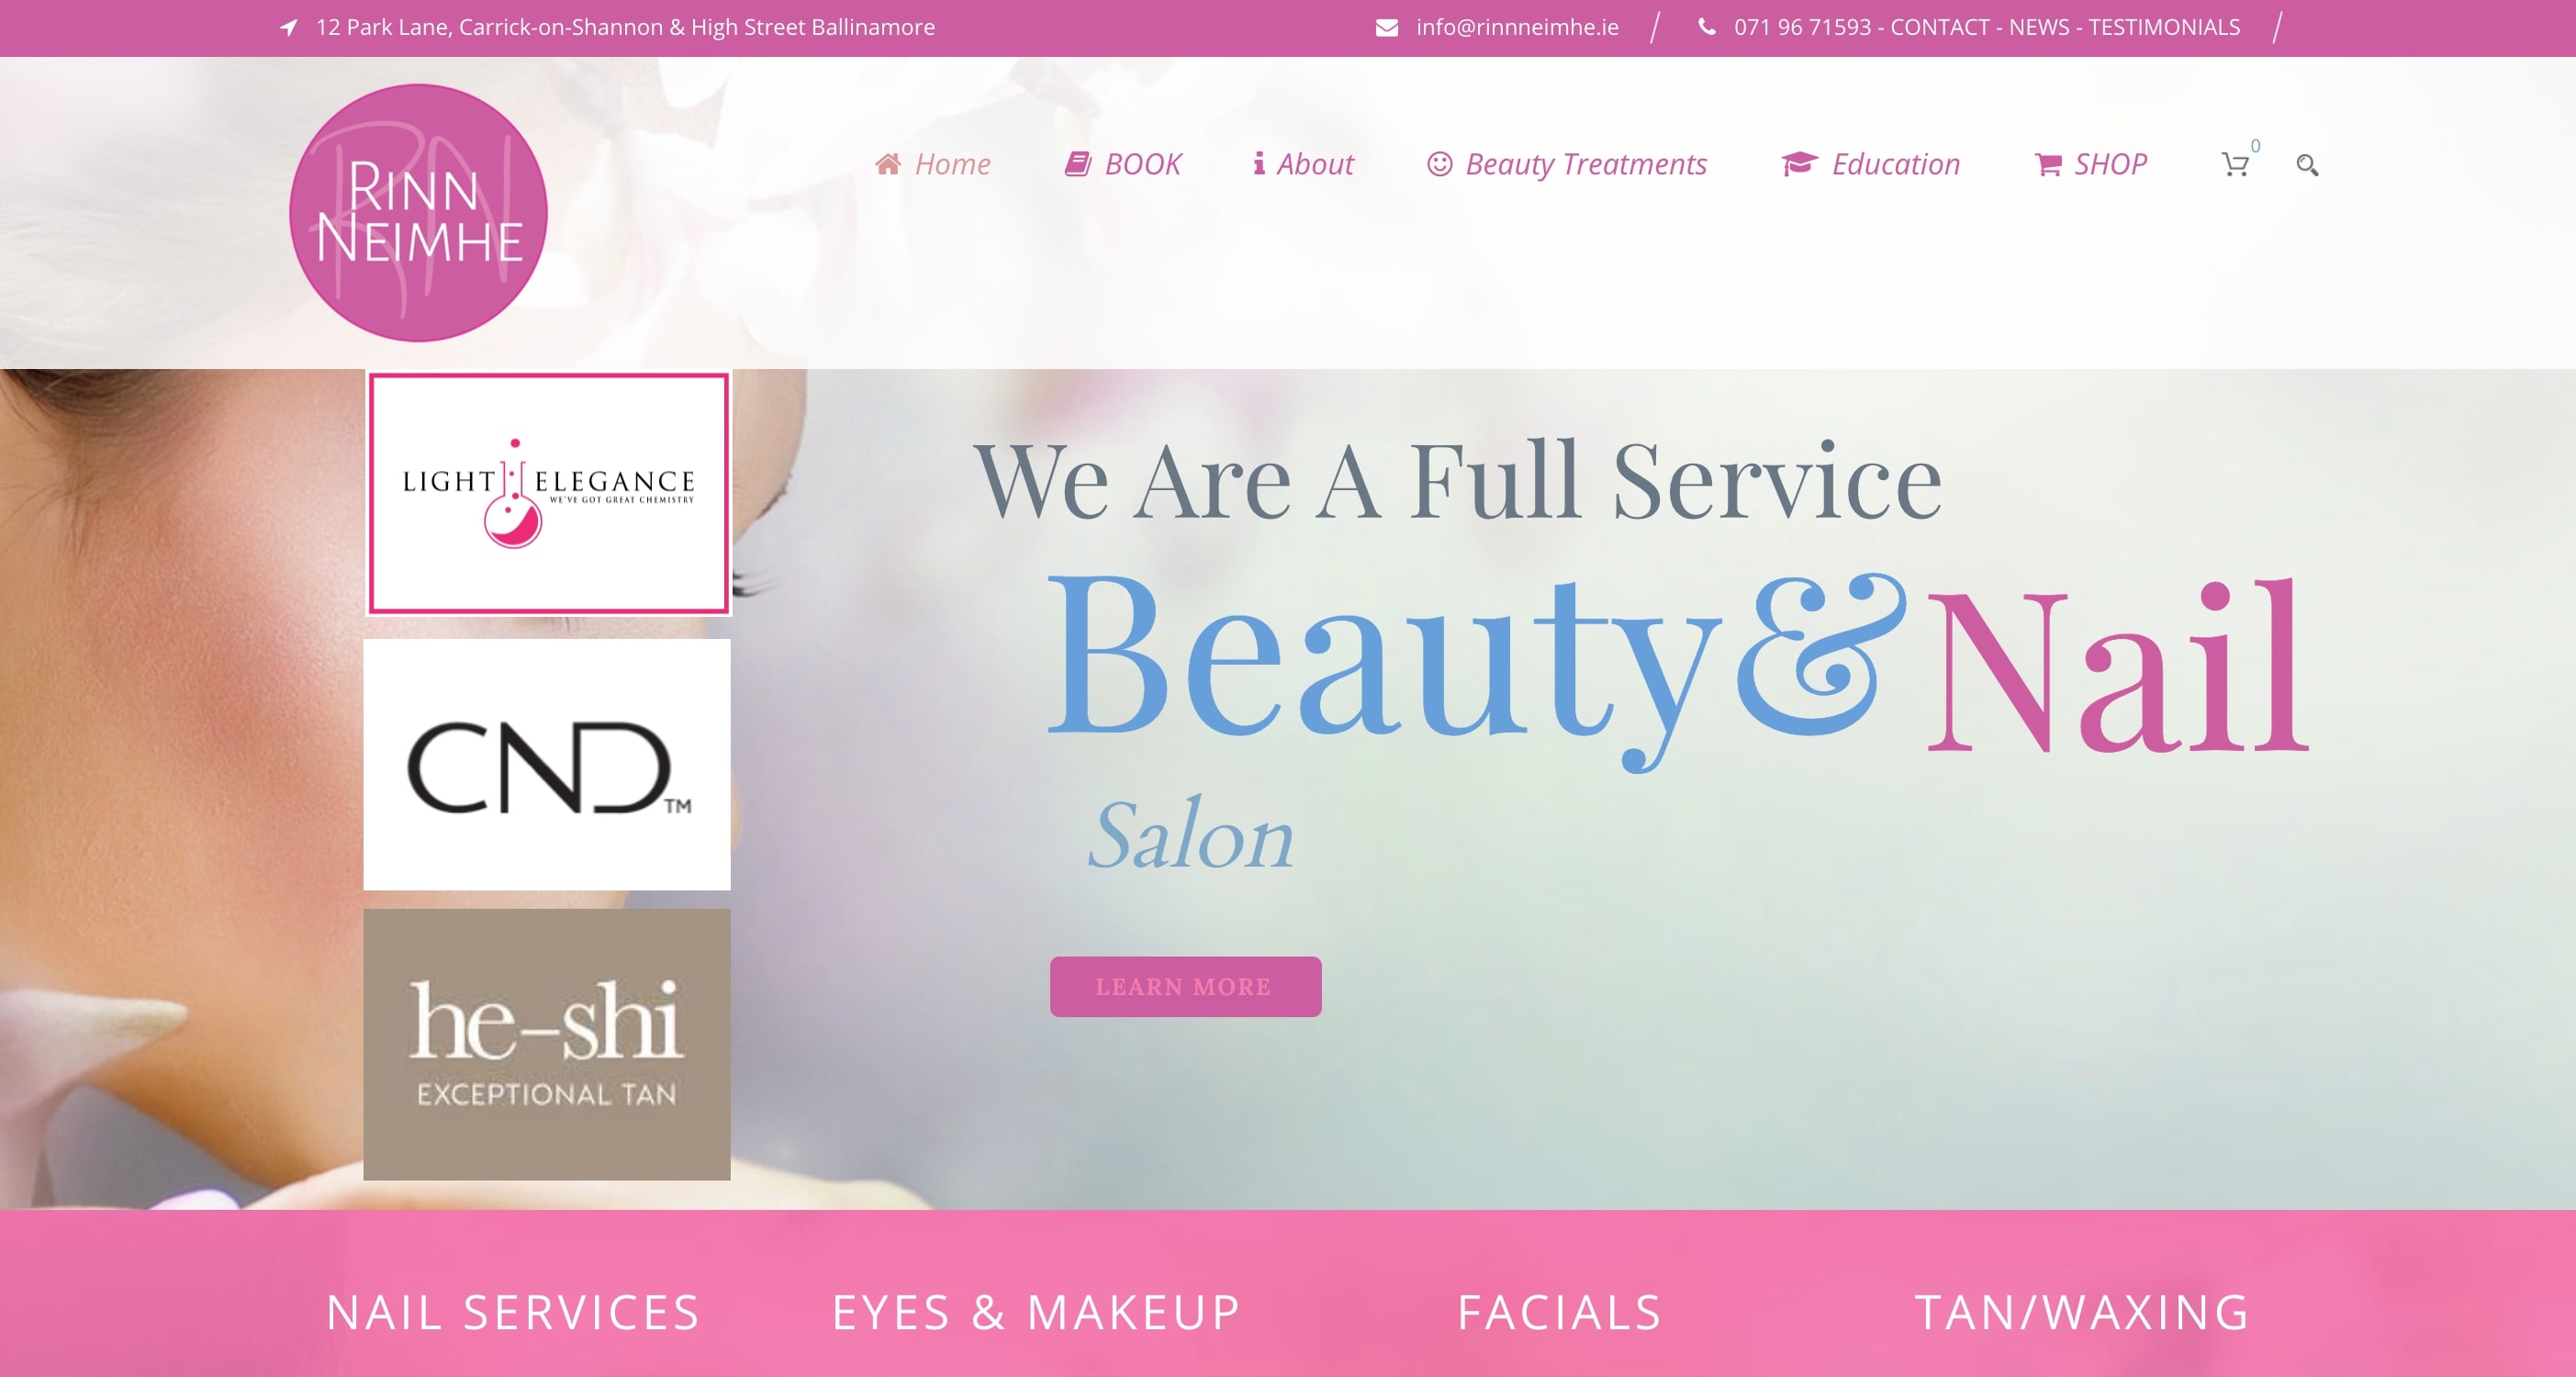 12 Park Lane, Carrick-on-Shannon & High Street Ballinamore
info@rinnneimhe.ie
071 96 71593 - CONTACT - NEWS - TESTIMONIALS
RINN
NEIMHE
Home
BOOK
About
Beauty Treatments
Education
SHOP
0
LIGHT ELEGANCE
WE'VE GOT GREAT CHEMISTRY
CND™
he-shi
EXCEPTIONAL TAN
We Are A Full Service
Beauty & Nail
Salon
LEARN MORE
NAIL SERVICES
EYES & MAKEUP
FACIALS
TAN/WAXING